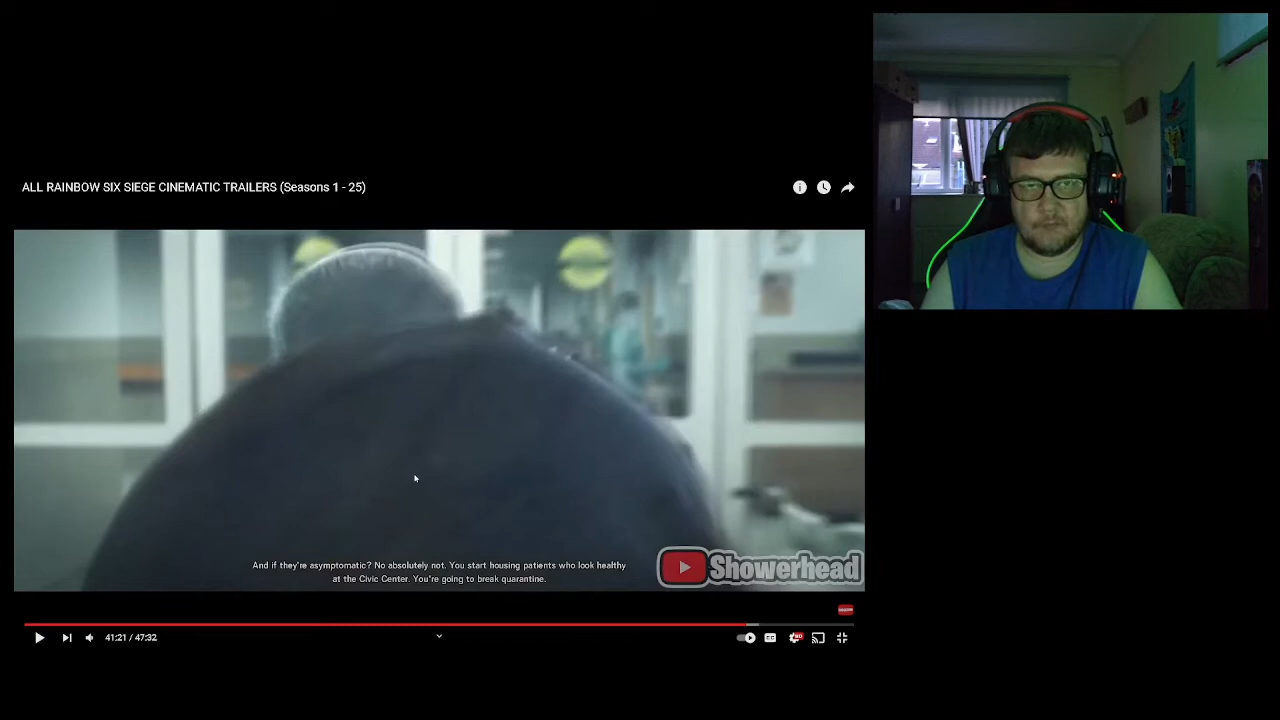 ALL RAINBOW SIX SIEGE CINEMATIC TRAILERS (Seasons 1 - 25)
And if they're asymptomatic? No absolutely not. You start housing patients who look healthy
at the Civic Center. You're going to break quarantine.
Showerhead
41:21 / 47:32
CC